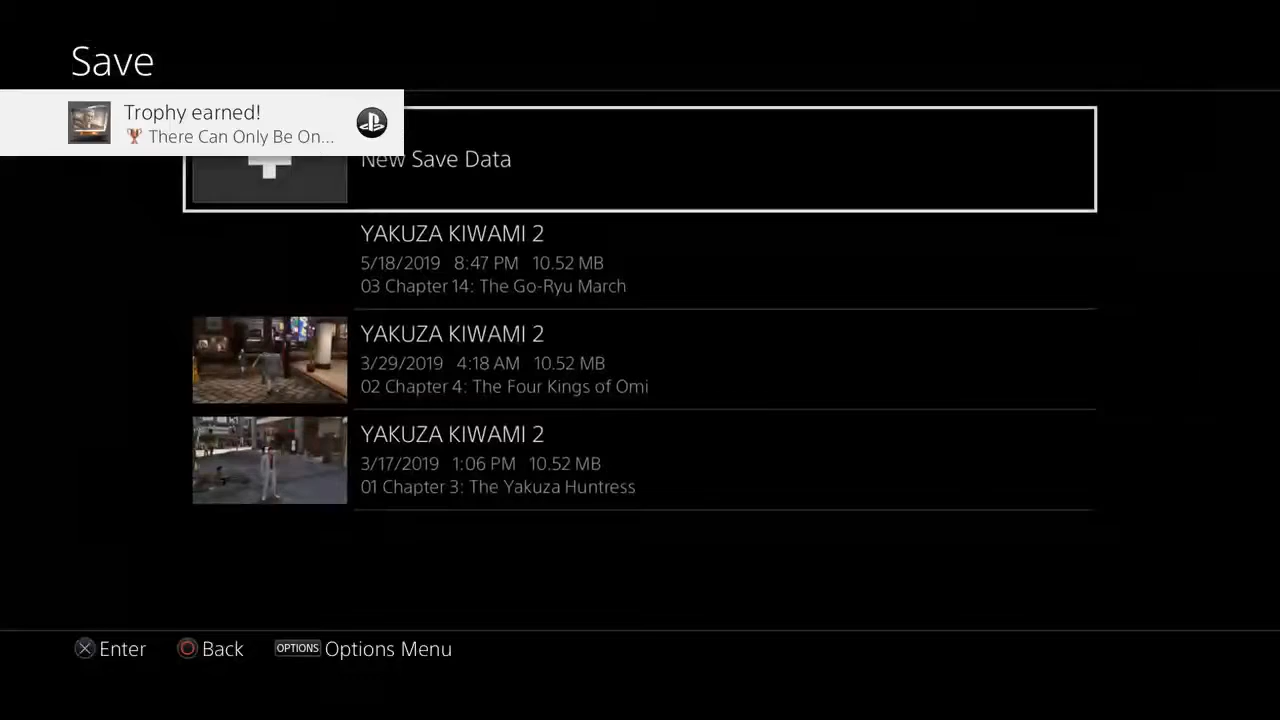 Save
Trophy earned!
There Can Only Be On...
New Save Data
YAKUZA KIWAMI 2
5/18/2019 8:47 PM 10.52 MB
03 Chapter 14: The Go-Ryu March
YAKUZA KIWAMI 2
3/29/2019 4:18 AM 10.52 MB
02 Chapter 4: The Four Kings of Omi
YAKUZA KIWAMI 2
3/17/2019 1:06 PM 10.52 MB
01 Chapter 3: The Yakuza Huntress
Enter Back OPTIONS Options Menu